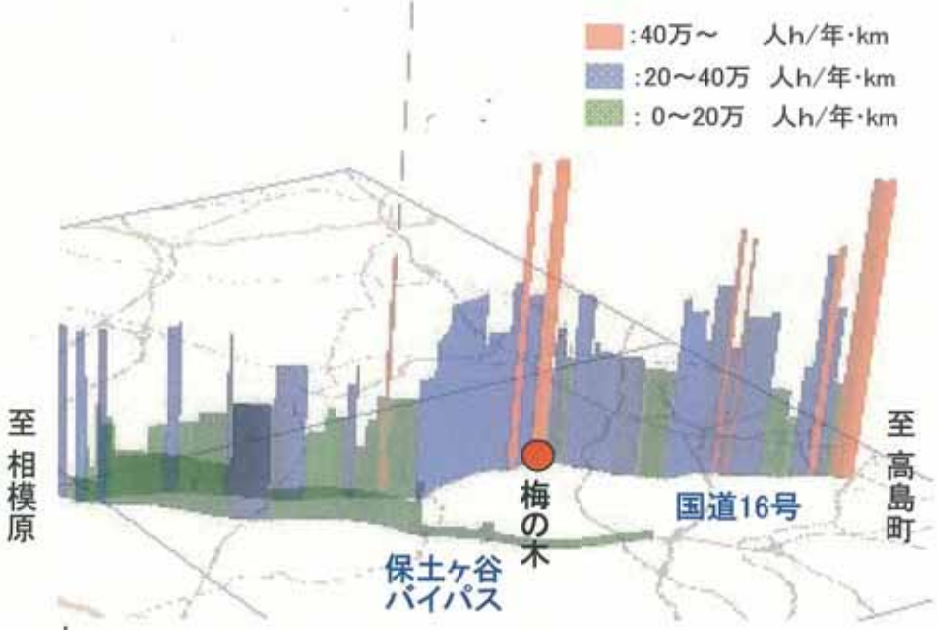 :40万～ 人h/年・km
:20～40万 人h/年・km
: 0～20万 人h/年・km
至 相模原
至 高島町
梅の木
国道16号
保土ヶ谷
バイパス